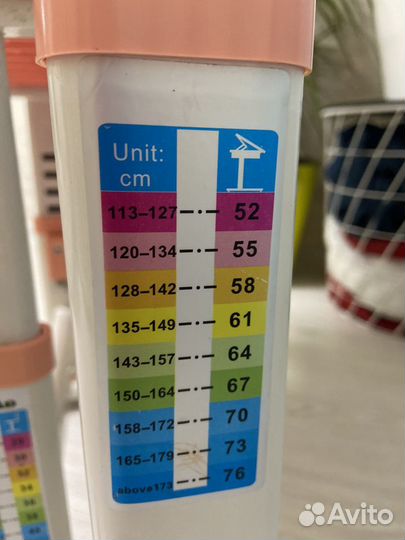 Unit:
cm
113–127 52
120–134 55
128–142 58
135–149 61
143–157 64
150–164 67
158–172 70
165–179 73
above173 76
Avito